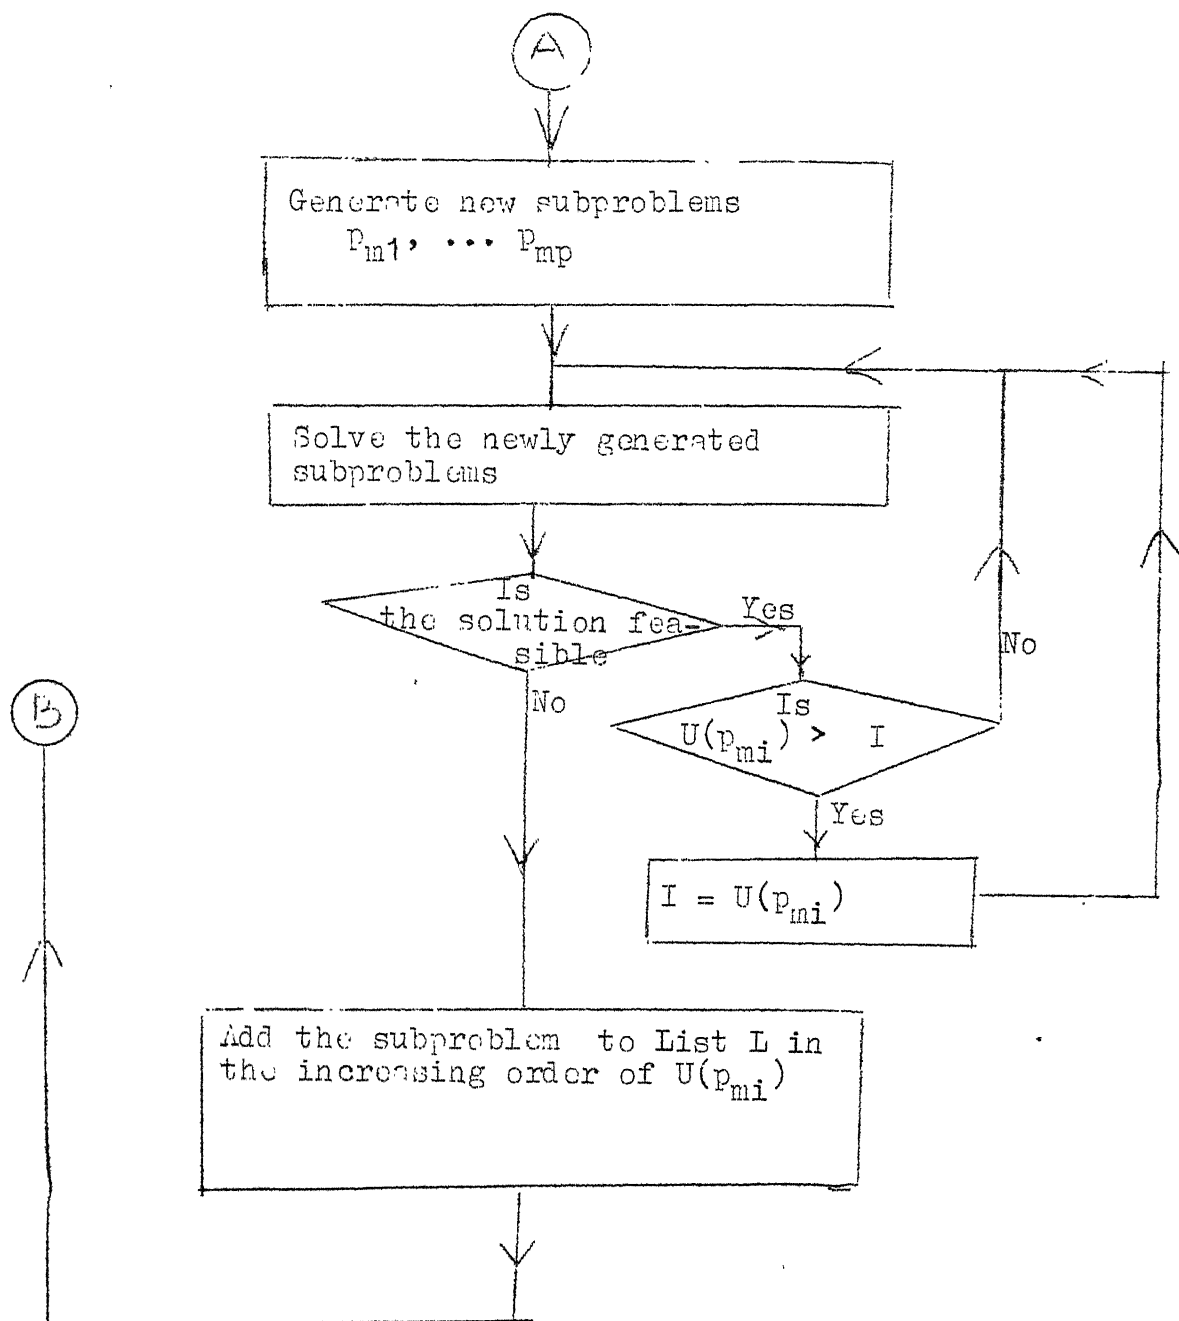 A
Generate new subproblems
p_m1, ... p_mp
Solve the newly generated
subproblems
Is
the solution fea-
sible
Yes
No
Is
U(p_mi) > I
No
Yes
I = U(p_mi)
B
Add the subproblem to List L in
the increasing order of U(p_mi)